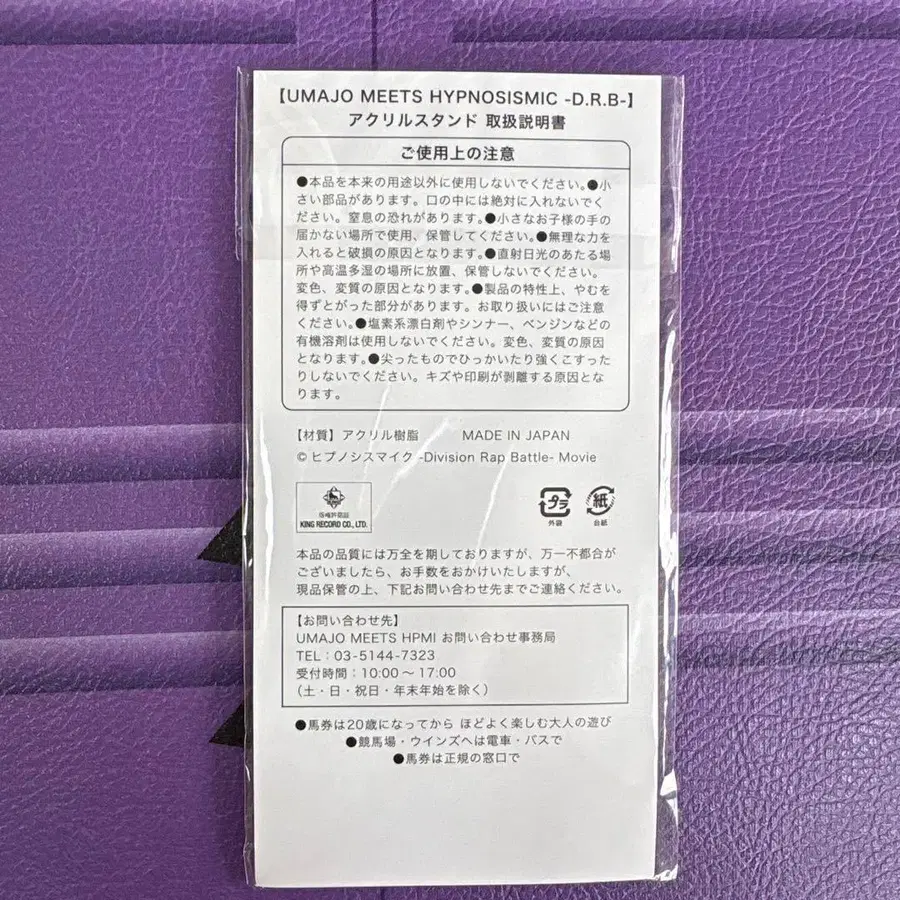 【UMAJO MEETS HYPNOSISMIC -D.R.B-】
アクリルスタンド 取扱説明書
ご使用上の注意
●本品を本来の用途以外に使用しないでください。●小
さい部品があります。口の中には絶対に入れないでく
ださい。窒息の恐れがあります。●小さなお子様の手の
届かない場所で使用、保管してください。●無理な力を
入れると破損の原因となります。●直射日光のあたる場
所や高温多湿の場所に放置、保管しないでください。
変色、変質の原因となります。●製品の特性上、やむを
得ずとがった部分があります。お取り扱いにはご注意
ください。●塩素系漂白剤やシンナー、ベンジンなどの
有機溶剤は使用しないでください。変色、変質の原因
となります。●尖ったものでひっかいたり強くこすった
りしないでください。キズや印刷が剥離する原因とな
ります。
【材質】アクリル樹脂 MADE IN JAPAN
© ヒプノシスマイク -Division Rap Battle- Movie
KING RECORD CO., LTD.
プラ 紙
外袋 台紙
本品の品質には万全を期しておりますが、万一不都合が
ございましたら、お手数をおかけいたしますが、
現品保管の上、下記お問い合わせ先までご連絡ください。
【お問い合わせ先】
UMAJO MEETS HPMI お問い合わせ事務局
TEL：03-5144-7323
受付時間：10:00～17:00
（土・日・祝日・年末年始を除く）
●馬券は20歳になってから ほどよく楽しむ大人の遊び
●競馬場・ウインズへは電車・バスで
●馬券は正規の窓口で